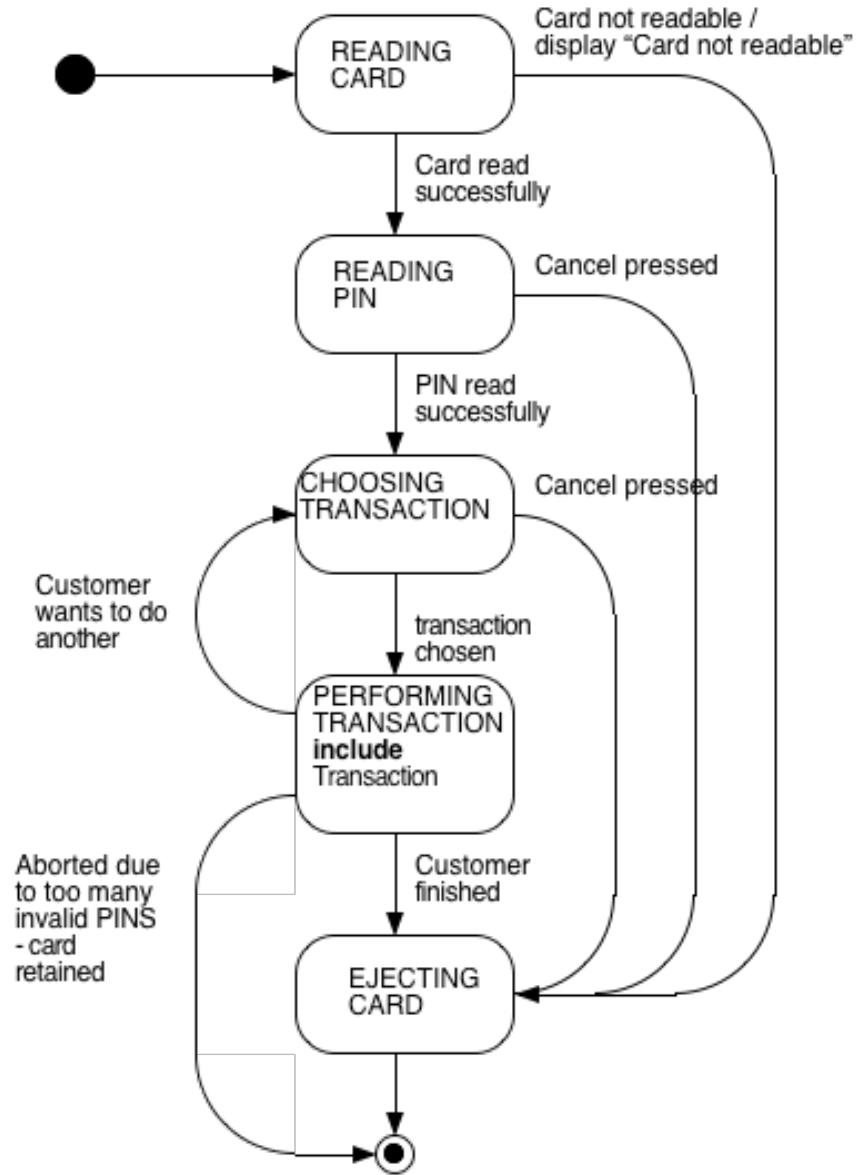 READING
CARD
Card not readable /
display “Card not readable”
Card read
successfully
READING
PIN
Cancel pressed
PIN read
successfully
CHOOSING
TRANSACTION
Cancel pressed
Customer
wants to do
another
transaction
chosen
PERFORMING
TRANSACTION
include
Transaction
Aborted due
to too many
invalid PINS
- card
retained
Customer
finished
EJECTING
CARD